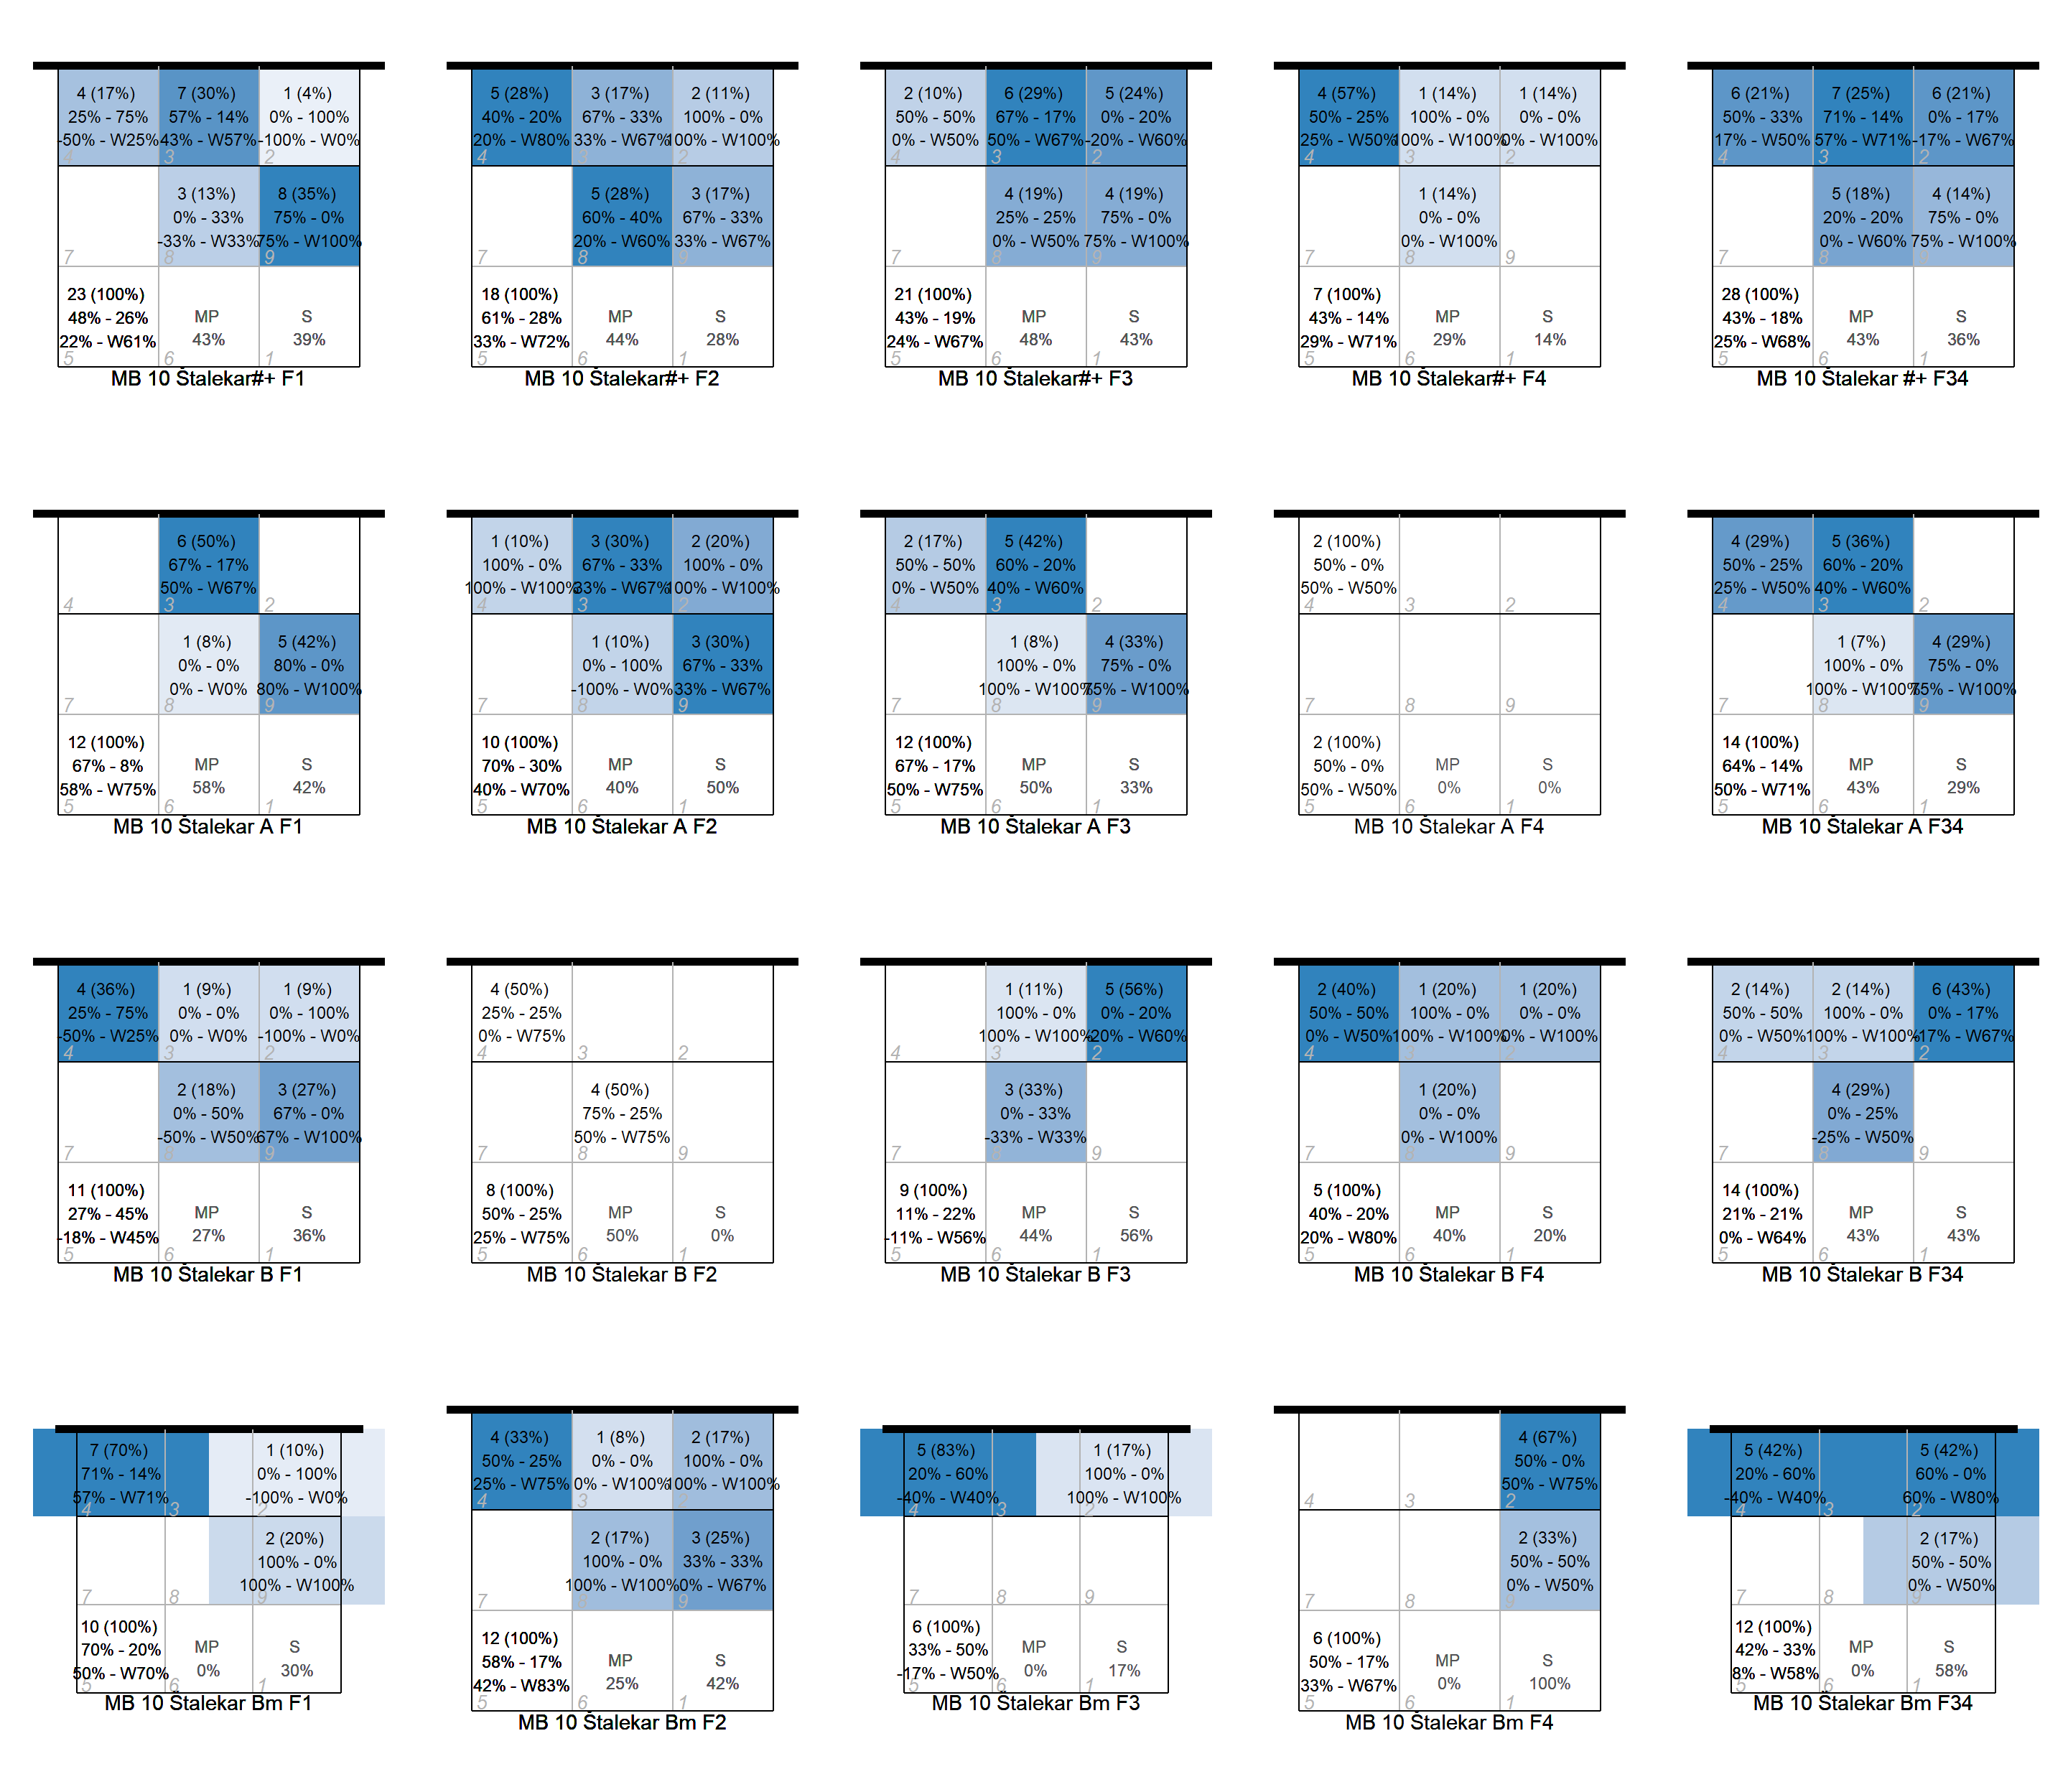 4 (17%) 7 (30%) 1 (4%)
25% - 75% 57% - 14% 0% - 100%
-50% - W25% 43% - W57% -100% - W0%
4 3 2
3 (13%) 8 (35%)
0% - 33% 75% - 0%
-33% - W33% 75% - W100%
7 8 9
23 (100%)
48% - 26% MP S
22% - W61% 43% 39%
5 6 1
MB 10 Štalekar#+ F1
5 (28%) 3 (17%) 2 (11%)
40% - 20% 67% - 33% 100% - 0%
20% - W80% 33% - W67% 100% - W100%
4 3 2
5 (28%) 3 (17%)
60% - 40% 67% - 33%
20% - W60% 33% - W67%
7 8 9
18 (100%)
61% - 28% MP S
33% - W72% 44% 28%
5 6 1
MB 10 Štalekar#+ F2
2 (10%) 6 (29%) 5 (24%)
50% - 50% 67% - 17% 0% - 20%
0% - W50% 50% - W67% -20% - W60%
4 3 2
4 (19%) 4 (19%)
25% - 25% 75% - 0%
0% - W50% 75% - W100%
7 8 9
21 (100%)
43% - 19% MP S
24% - W67% 48% 43%
5 6 1
MB 10 Štalekar#+ F3
4 (57%) 1 (14%) 1 (14%)
50% - 25% 100% - 0% 0% - 0%
25% - W50% 100% - W100% 0% - W100%
4 3 2
1 (14%)
0% - 0%
0% - W100%
7 8 9
7 (100%)
43% - 14% MP S
29% - W71% 29% 14%
5 6 1
MB 10 Štalekar#+ F4
6 (21%) 7 (25%) 6 (21%)
50% - 33% 71% - 14% 0% - 17%
17% - W50% 57% - W71% -17% - W67%
4 3 2
5 (18%) 4 (14%)
20% - 20% 75% - 0%
0% - W60% 75% - W100%
7 8 9
28 (100%)
43% - 18% MP S
25% - W68% 43% 36%
5 6 1
MB 10 Štalekar #+ F34
6 (50%)
67% - 17%
50% - W67%
4 3 2
1 (8%) 5 (42%)
0% - 0% 80% - 0%
0% - W0% 80% - W100%
7 8 9
12 (100%)
67% - 8% MP S
58% - W75% 58% 42%
5 6 1
MB 10 Štalekar A F1
1 (10%) 3 (30%) 2 (20%)
100% - 0% 67% - 33% 100% - 0%
100% - W100% 33% - W67% 100% - W100%
4 3 2
1 (10%) 3 (30%)
0% - 100% 67% - 33%
-100% - W0% 33% - W67%
7 8 9
10 (100%)
70% - 30% MP S
40% - W70% 40% 50%
5 6 1
MB 10 Štalekar A F2
2 (17%) 5 (42%)
50% - 50% 60% - 20%
0% - W50% 40% - W60%
4 3 2
1 (8%) 4 (33%)
100% - 0% 75% - 0%
100% - W100% 75% - W100%
7 8 9
12 (100%)
67% - 17% MP S
50% - W75% 50% 33%
5 6 1
MB 10 Štalekar A F3
2 (100%)
50% - 0%
50% - W50%
4 3 2
7 8 9
2 (100%)
50% - 0% MP S
50% - W50% 0% 0%
5 6 1
MB 10 Štalekar A F4
4 (29%) 5 (36%)
50% - 25% 60% - 20%
25% - W50% 40% - W60%
4 3 2
1 (7%) 4 (29%)
100% - 0% 75% - 0%
100% - W100% 75% - W100%
7 8 9
14 (100%)
64% - 14% MP S
50% - W71% 43% 29%
5 6 1
MB 10 Štalekar A F34
4 (36%) 1 (9%) 1 (9%)
25% - 75% 0% - 0% 0% - 100%
-50% - W25% 0% - W0% -100% - W0%
4 3 2
2 (18%) 3 (27%)
0% - 50% 67% - 0%
-50% - W50% 67% - W100%
7 8 9
11 (100%)
27% - 45% MP S
-18% - W45% 27% 36%
5 6 1
MB 10 Štalekar B F1
4 (50%)
25% - 25%
0% - W75%
4 3 2
4 (50%)
75% - 25%
50% - W75%
7 8 9
8 (100%)
50% - 25% MP S
25% - W75% 50% 0%
5 6 1
MB 10 Štalekar B F2
1 (11%) 5 (56%)
100% - 0% 0% - 20%
100% - W100% -20% - W60%
4 3 2
3 (33%)
0% - 33%
-33% - W33%
7 8 9
9 (100%)
11% - 22% MP S
-11% - W56% 44% 56%
5 6 1
MB 10 Štalekar B F3
2 (40%) 1 (20%) 1 (20%)
50% - 50% 100% - 0% 0% - 0%
0% - W50% 100% - W100% 0% - W100%
4 3 2
1 (20%)
0% - 0%
0% - W100%
7 8 9
5 (100%)
40% - 20% MP S
20% - W80% 40% 20%
5 6 1
MB 10 Štalekar B F4
2 (14%) 2 (14%) 6 (43%)
50% - 50% 100% - 0% 0% - 17%
0% - W50% 100% - W100% -17% - W67%
4 3 2
4 (29%)
0% - 25%
-25% - W50%
7 8 9
14 (100%)
21% - 21% MP S
0% - W64% 43% 43%
5 6 1
MB 10 Štalekar B F34
7 (70%) 1 (10%)
71% - 14% 0% - 100%
57% - W71% -100% - W0%
4 3 2
2 (20%)
100% - 0%
100% - W100%
7 8 9
10 (100%)
70% - 20% MP S
50% - W70% 0% 30%
5 6 1
MB 10 Štalekar Bm F1
4 (33%) 1 (8%) 2 (17%)
50% - 25% 0% - 0% 100% - 0%
25% - W75% 0% - W100% 100% - W100%
4 3 2
2 (17%) 3 (25%)
100% - 0% 33% - 33%
100% - W100% 0% - W67%
7 8 9
12 (100%)
58% - 17% MP S
42% - W83% 25% 42%
5 6 1
MB 10 Štalekar Bm F2
5 (83%) 1 (17%)
20% - 60% 100% - 0%
-40% - W40% 100% - W100%
4 3 2
7 8 9
6 (100%)
33% - 50% MP S
-17% - W50% 0% 17%
5 6 1
MB 10 Štalekar Bm F3
4 (67%)
50% - 0%
50% - W75%
4 3 2
2 (33%)
50% - 50%
0% - W50%
7 8 9
6 (100%)
50% - 17% MP S
33% - W67% 0% 100%
5 6 1
MB 10 Štalekar Bm F4
5 (42%) 5 (42%)
20% - 60% 60% - 0%
-40% - W40% 60% - W80%
4 3 2
2 (17%)
50% - 50%
0% - W50%
7 8 9
12 (100%)
42% - 33% MP S
8% - W58% 0% 58%
5 6 1
MB 10 Štalekar Bm F34